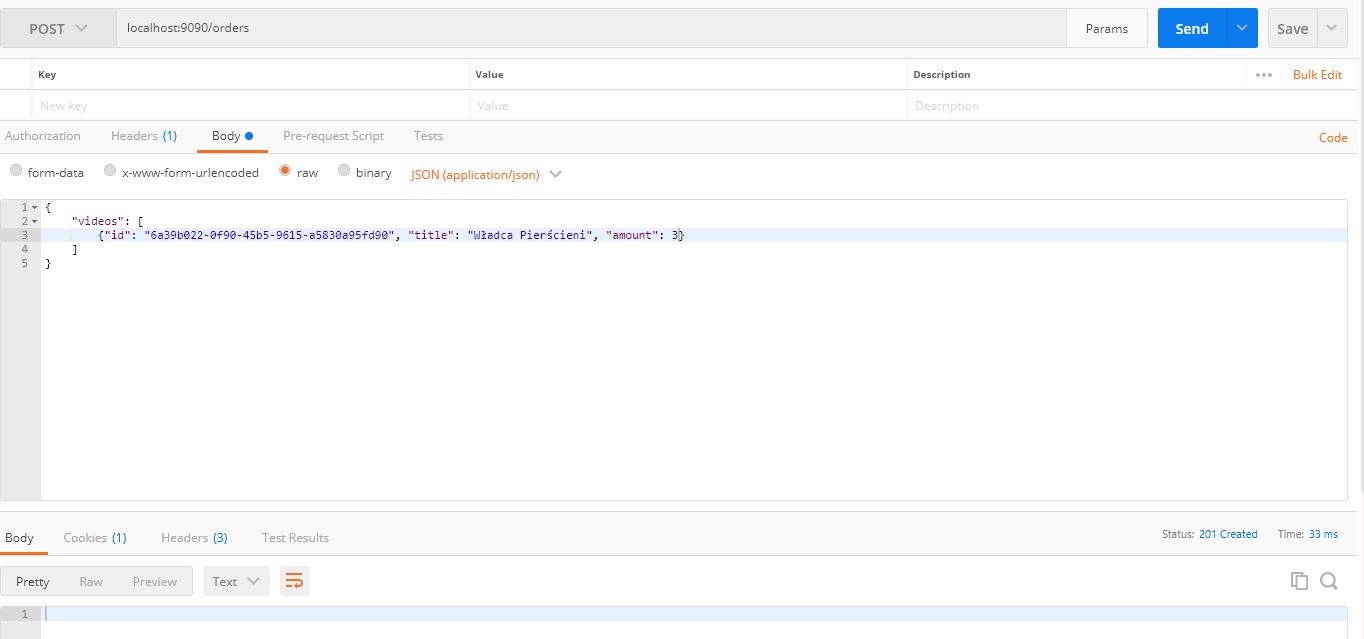 POST localhost:9090/orders Params Send Save
Key Value Description Bulk Edit
New key Value Description
Authorization Headers (1) Body Pre-request Script Tests Code
form-data x-www-form-urlencoded raw binary JSON (application/json)
1 {
2 "videos": [
3 {"id": "6a39b022-0f90-45b5-9615-a5830a95fd90", "title": "Władca Pierścieni", "amount": 3}
4 ]
5 }
Body Cookies (1) Headers (3) Test Results Status: 201 Created Time: 33 ms
Pretty Raw Preview Text
1